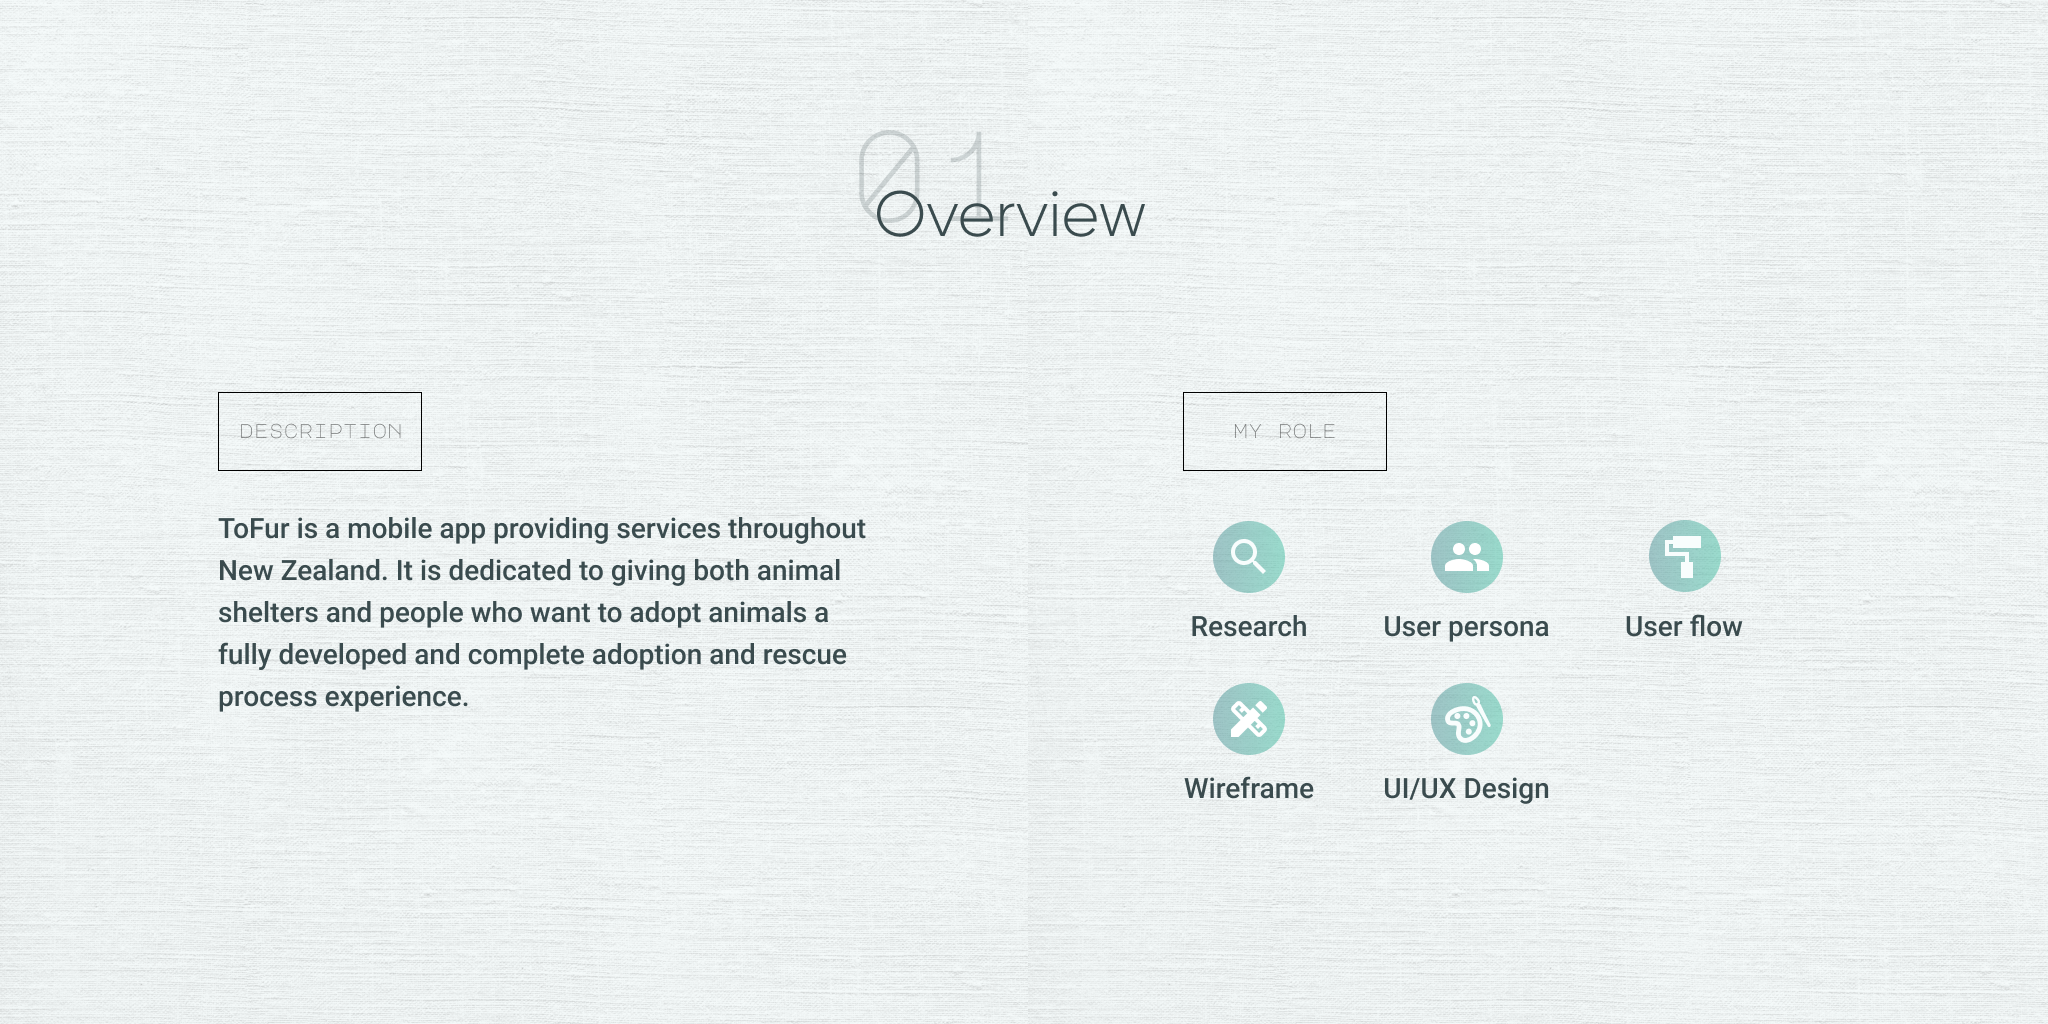 01
Overview
DESCRIPTION
ToFur is a mobile app providing services throughout
New Zealand. It is dedicated to giving both animal
shelters and people who want to adopt animals a
fully developed and complete adoption and rescue
process experience.
MY ROLE
Research
User persona
User flow
Wireframe
UI/UX Design